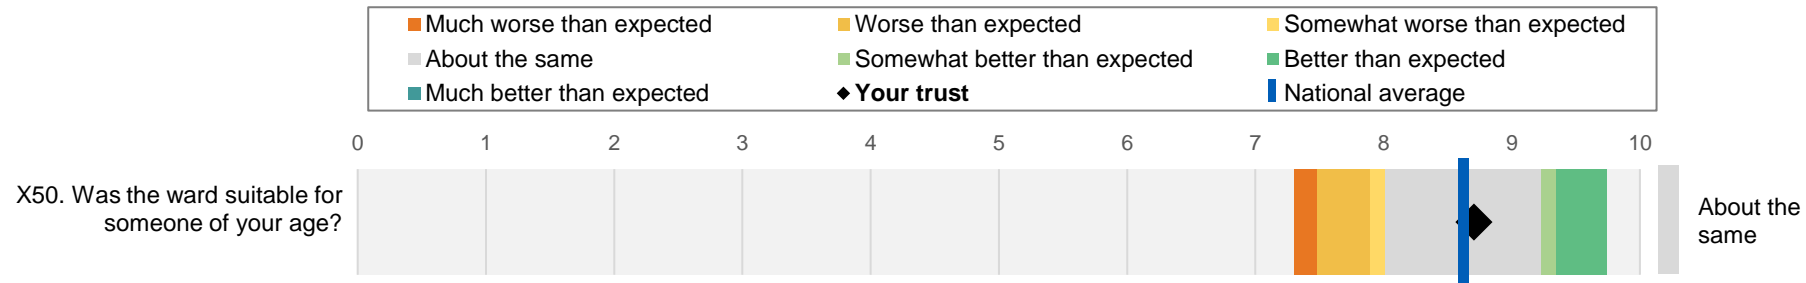 Much worse than expected
Worse than expected
Somewhat worse than expected
About the same
Somewhat better than expected
Better than expected
Much better than expected
Your trust
National average
0 1 2 3 4 5 6 7 8 9 10
X50. Was the ward suitable for
someone of your age?
About the
same